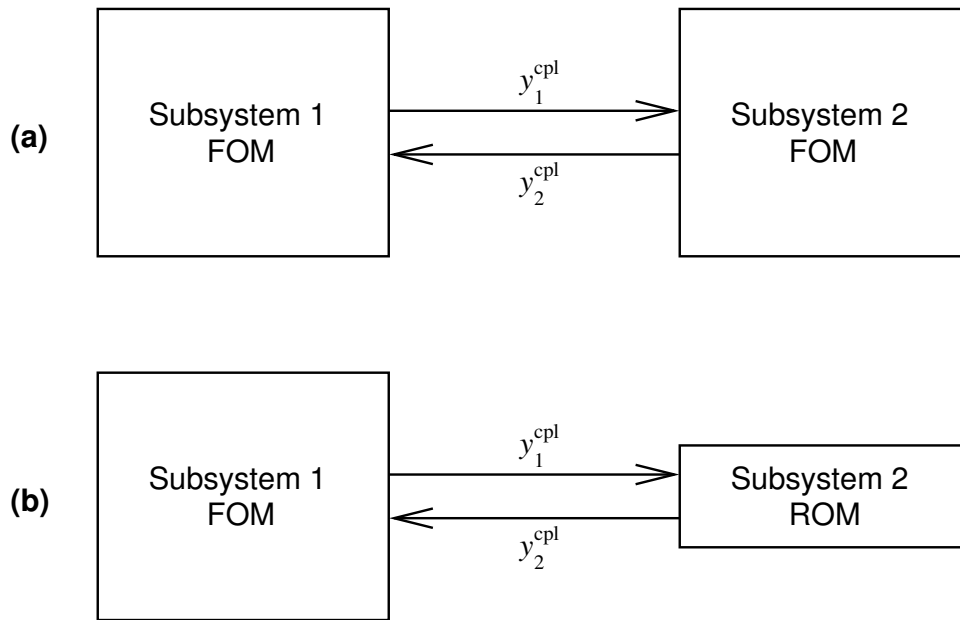 (a)
Subsystem 1
FOM
y₁ᶜᵖˡ
y₂ᶜᵖˡ
Subsystem 2
FOM
(b)
Subsystem 1
FOM
y₁ᶜᵖˡ
y₂ᶜᵖˡ
Subsystem 2
ROM